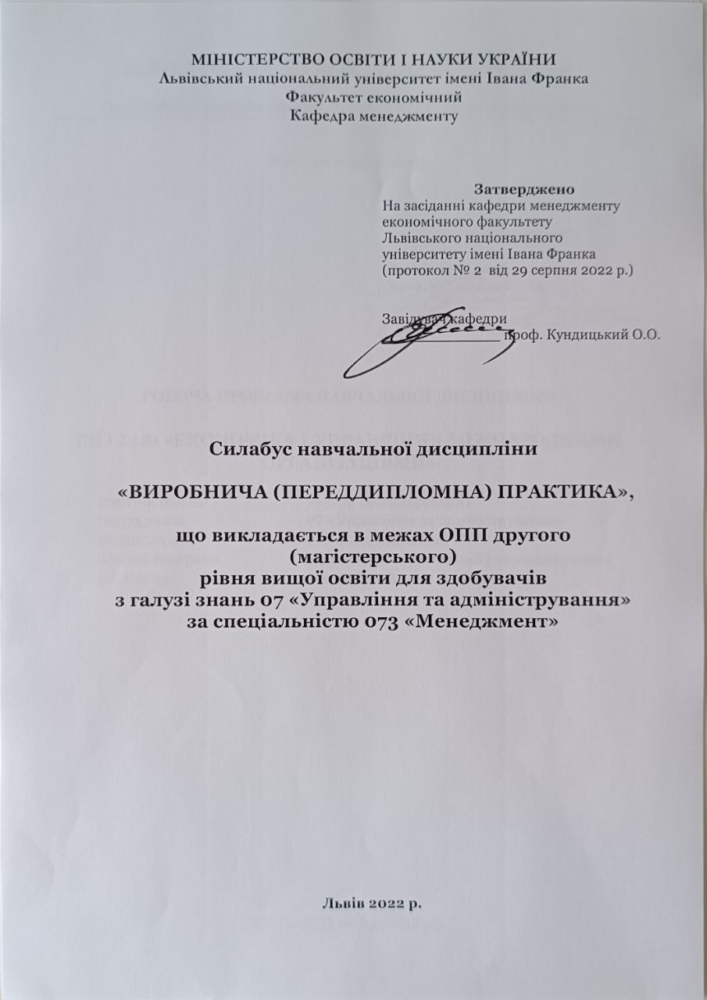 МІНІСТЕРСТВО ОСВІТИ І НАУКИ УКРАЇНИ
Львівський національний університет імені Івана Франка
Факультет економічний
Кафедра менеджменту
Затверджено
На засіданні кафедри менеджменту
економічного факультету
Львівського національного
університету імені Івана Франка
(протокол № 2 від 29 серпня 2022 р.)
Завідувач кафедри
проф. Кундицький О.О.
Силабус навчальної дисципліни
«ВИРОБНИЧА (ПЕРЕДДИПЛОМНА) ПРАКТИКА»,
що викладається в межах ОПП другого
(магістерського)
рівня вищої освіти для здобувачів
з галузі знань 07 «Управління та адміністрування»
за спеціальністю 073 «Менеджмент»
Львів 2022 р.